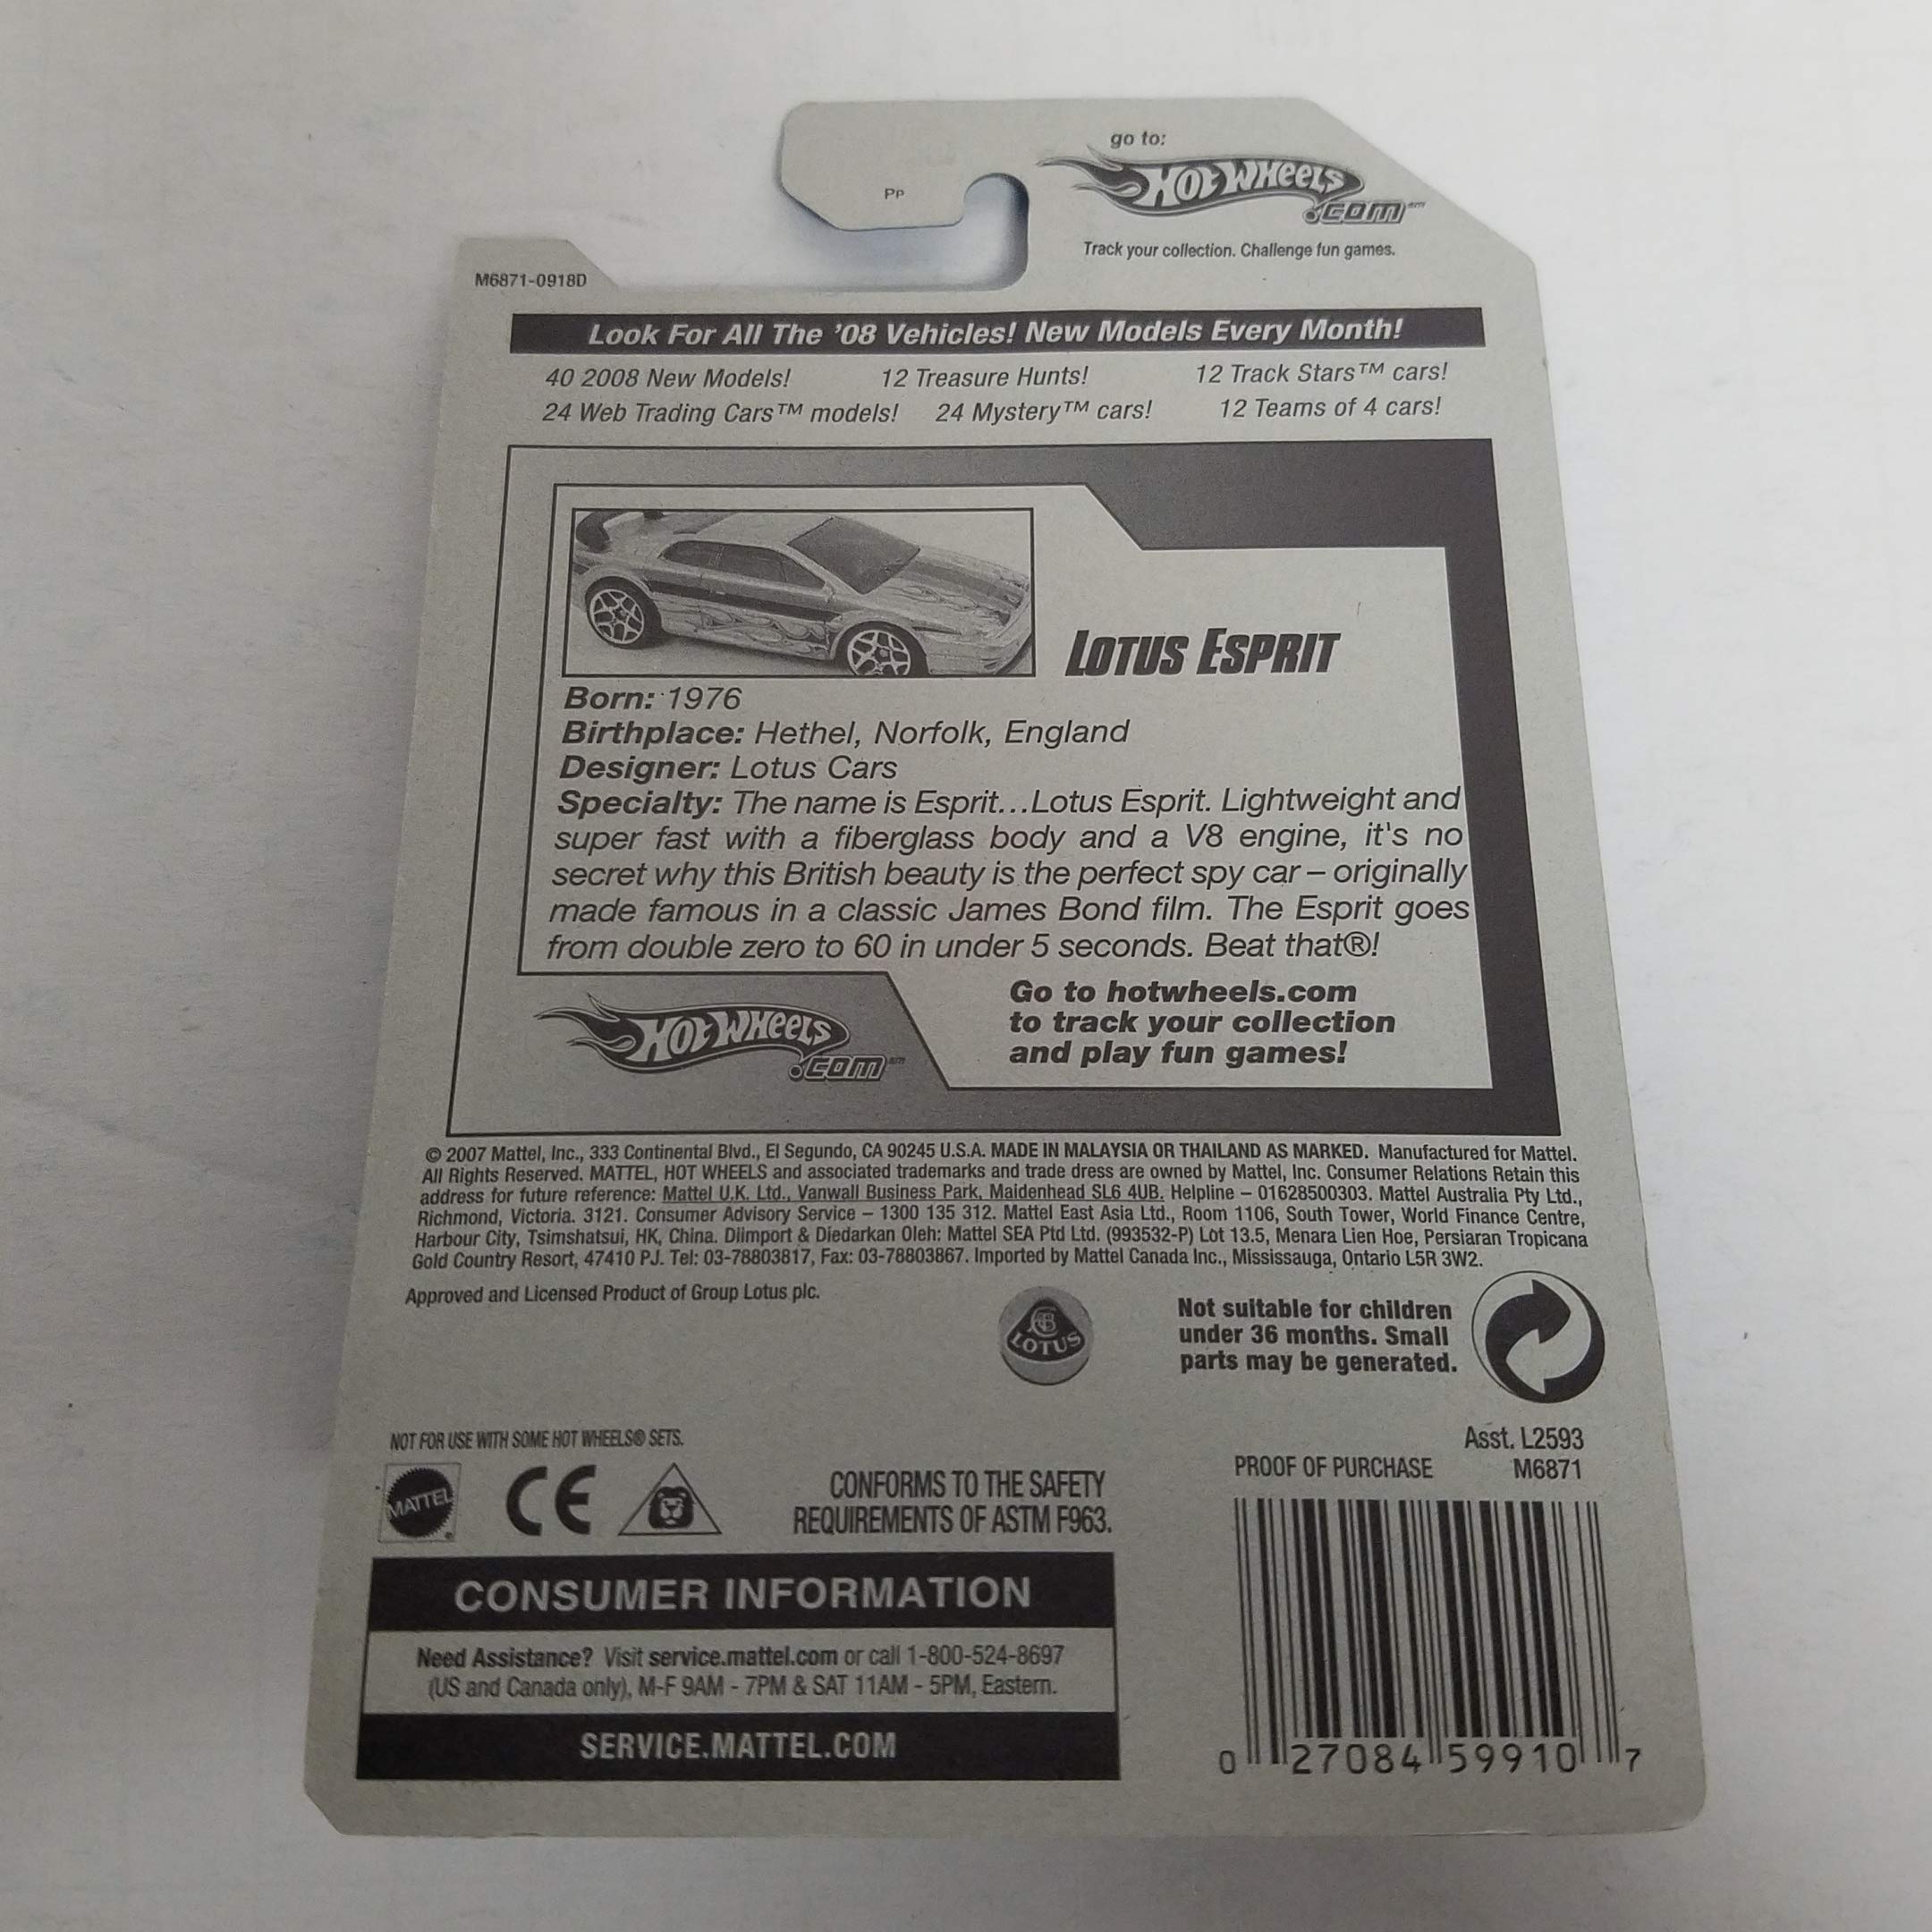 go to:
Hot Wheels
.com℠
Pp
Track your collection. Challenge fun games.
M6871-0918D
Look For All The '08 Vehicles! New Models Every Month!
40 2008 New Models! 12 Treasure Hunts! 12 Track Stars™ cars!
24 Web Trading Cars™ models! 24 Mystery™ cars! 12 Teams of 4 cars!
LOTUS ESPRIT
Born: 1976
Birthplace: Hethel, Norfolk, England
Designer: Lotus Cars
Specialty: The name is Esprit...Lotus Esprit. Lightweight and
super fast with a fiberglass body and a V8 engine, it's no
secret why this British beauty is the perfect spy car – originally
made famous in a classic James Bond film. The Esprit goes
from double zero to 60 in under 5 seconds. Beat that®!
Hot Wheels
.com℠
Go to hotwheels.com
to track your collection
and play fun games!
© 2007 Mattel, Inc., 333 Continental Blvd., El Segundo, CA 90245 U.S.A. MADE IN MALAYSIA OR THAILAND AS MARKED. Manufactured for Mattel.
All Rights Reserved. MATTEL, HOT WHEELS and associated trademarks and trade dress are owned by Mattel, Inc. Consumer Relations Retain this
address for future reference: Mattel U.K. Ltd., Vanwall Business Park, Maidenhead SL6 4UB. Helpline – 01628500303. Mattel Australia Pty Ltd.,
Richmond, Victoria. 3121. Consumer Advisory Service – 1300 135 312. Mattel East Asia Ltd., Room 1106, South Tower, World Finance Centre,
Harbour City, Tsimshatsui, HK, China. Diimport & Diedarkan Oleh: Mattel SEA Ptd Ltd. (993532-P) Lot 13.5, Menara Lien Hoe, Persiaran Tropicana
Gold Country Resort, 47410 PJ. Tel: 03-78803817, Fax: 03-78803867. Imported by Mattel Canada Inc., Mississauga, Ontario L5R 3W2.
Approved and Licensed Product of Group Lotus plc.
LOTUS
Not suitable for children
under 36 months. Small
parts may be generated.
NOT FOR USE WITH SOME HOT WHEELS® SETS.
MATTEL
CE
CONFORMS TO THE SAFETY
REQUIREMENTS OF ASTM F963.
Asst. L2593
PROOF OF PURCHASE M6871
CONSUMER INFORMATION
Need Assistance? Visit service.mattel.com or call 1-800-524-8697
(US and Canada only), M-F 9AM - 7PM & SAT 11AM - 5PM, Eastern.
SERVICE.MATTEL.COM
0 27084 59910 7